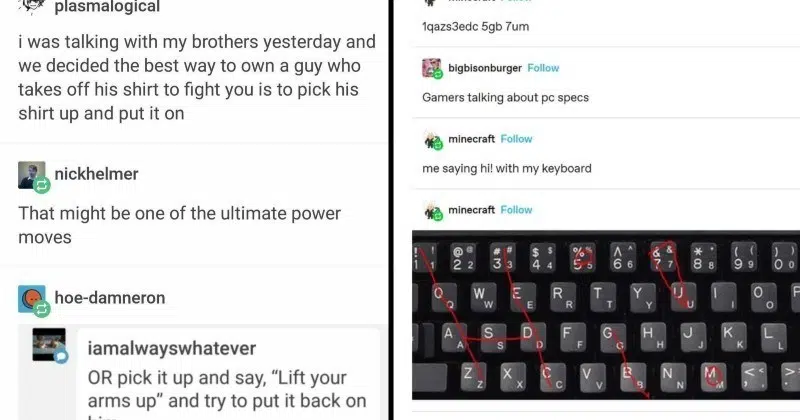 plasmalogical
i was talking with my brothers yesterday and
we decided the best way to own a guy who
takes off his shirt to fight you is to pick his
shirt up and put it on
nickhelmer
That might be one of the ultimate power
moves
hoe-damneron
iamalwayswhatever
OR pick it up and say, “Lift your
arms up” and try to put it back on
1qazs3edc 5gb 7um
bigbisonburger Follow
Gamers talking about pc specs
minecraft Follow
me saying hi! with my keyboard
minecraft Follow
! ! @ " # # $ $ % % ^ ^ & & * * ( ( ) )
1 1 2 2 3 3 4 4 5 5 6 6 7 7 8 8 9 9 0 0
Q Q W W E E R R T T Y Y U U I I O O
A A S S D D F F G G H H J J K K L L
Z Z X X C C V V B B N N M M < < >